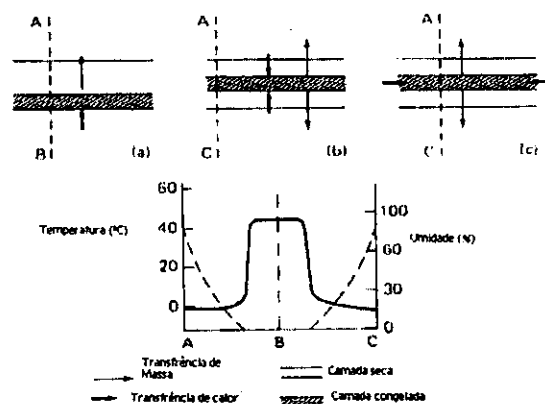 A A A
B (a) C (b) C (c)
60
40
20
0
Temperatura (°C)
100
60
30
0
Umidade (%)
A B C
Transfrência de
Massa
Camada seca
Transfrência de calor
Camada congelada